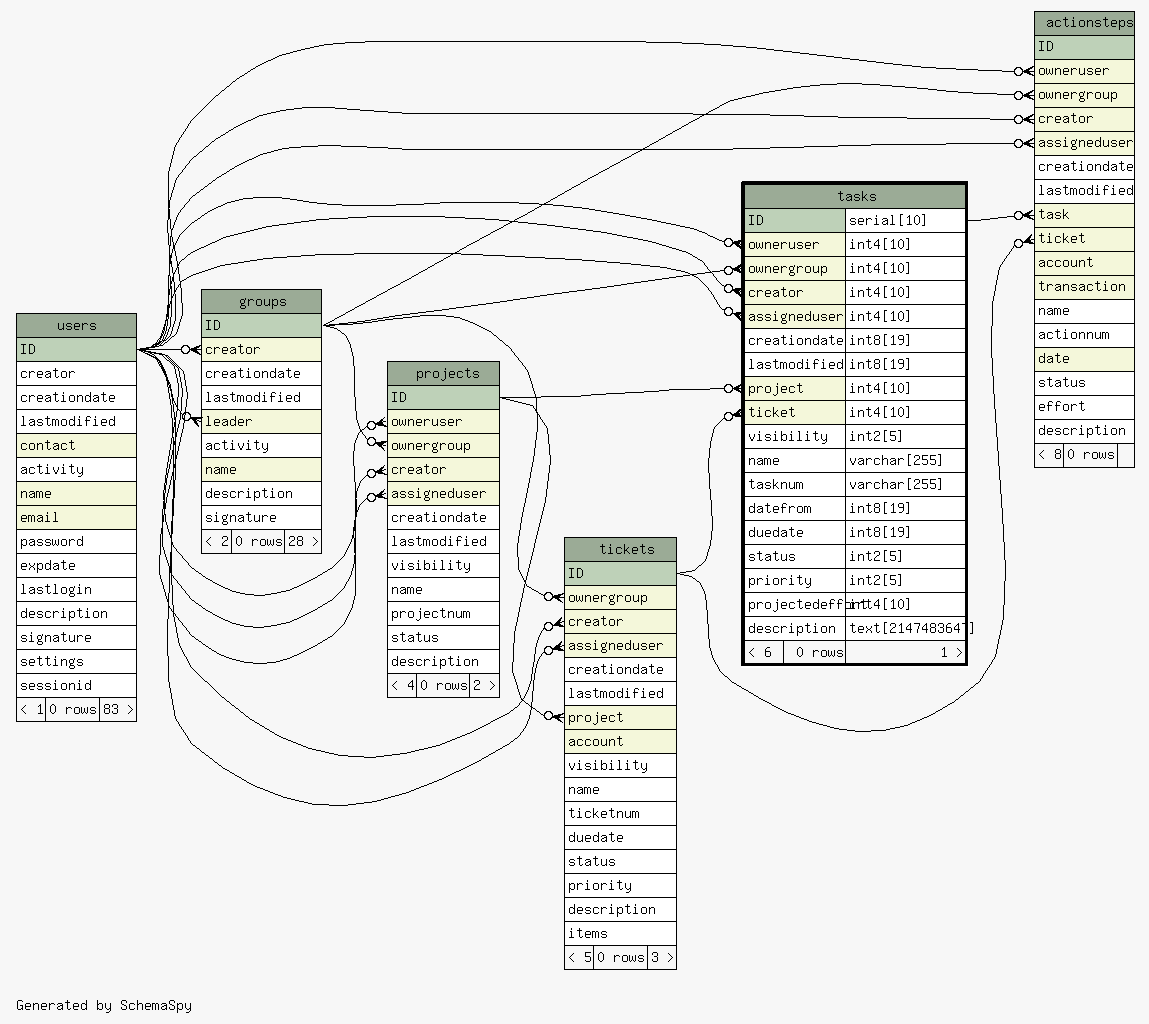 actionsteps
ID
owneruser
ownergroup
creator
assigneduser
creationdate
lastmodified
task
ticket
account
transaction
name
actionnum
date
status
effort
description
< 8 0 rows
tasks
ID serial[10]
owneruser int4[10]
ownergroup int4[10]
creator int4[10]
assigneduser int4[10]
creationdate int8[19]
lastmodified int8[19]
project int4[10]
ticket int4[10]
visibility int2[5]
name varchar[255]
tasknum varchar[255]
datefrom int8[19]
duedate int8[19]
status int2[5]
priority int2[5]
projectedeffort int4[10]
description text[2147483647]
< 6 0 rows 1 >
groups
ID
creator
creationdate
lastmodified
leader
activity
name
description
signature
< 2 0 rows 28 >
users
ID
creator
creationdate
lastmodified
contact
activity
name
email
password
expdate
lastlogin
description
signature
settings
sessionid
< 1 0 rows 83 >
projects
ID
owneruser
ownergroup
creator
assigneduser
creationdate
lastmodified
visibility
name
projectnum
status
description
< 4 0 rows 2 >
tickets
ID
ownergroup
creator
assigneduser
creationdate
lastmodified
project
account
visibility
name
ticketnum
duedate
status
priority
description
items
< 5 0 rows 3 >
Generated by SchemaSpy